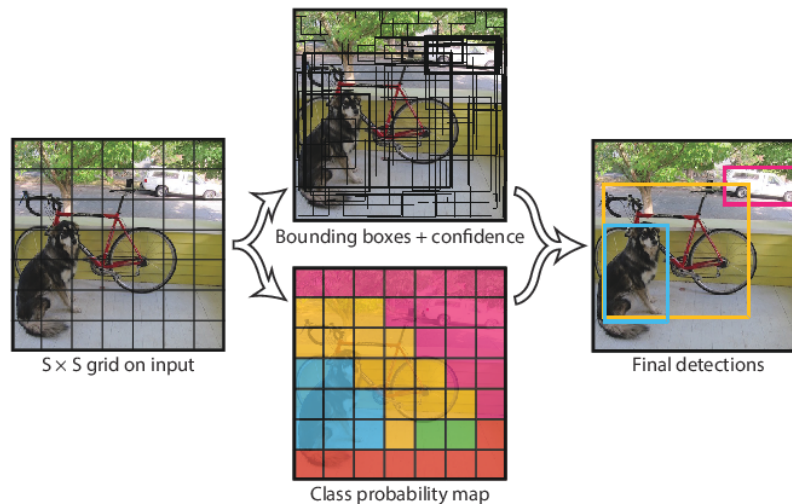 Bounding boxes + confidence
S × S grid on input
Final detections
Class probability map